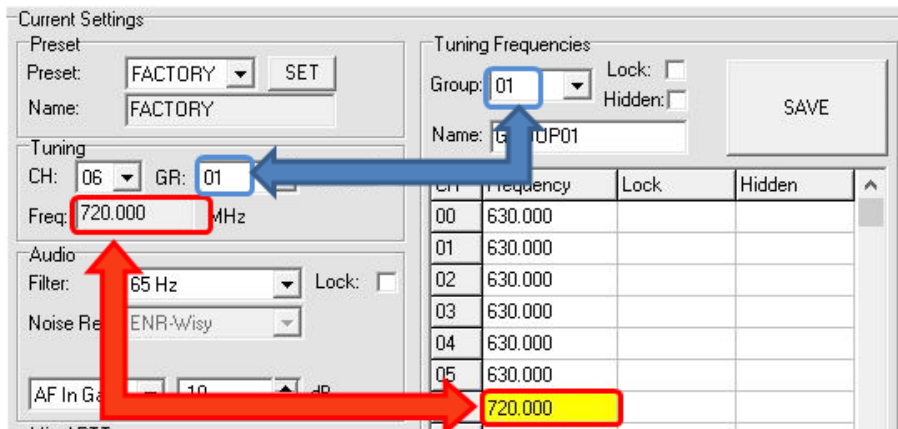 Current Settings
Preset
Preset: FACTORY SET
Name: FACTORY
Tuning
CH: 06 GR: 01
Freq: 720.000 MHz
Audio
Filter: 65 Hz Lock:
ENR-Wisy
AF In
Tuning Frequencies
Group: 01 Lock:
Hidden:
SAVE
Name:
Frequency Lock Hidden
00 630.000
01 630.000
02 630.000
03 630.000
04 630.000
05 630.000
720.000